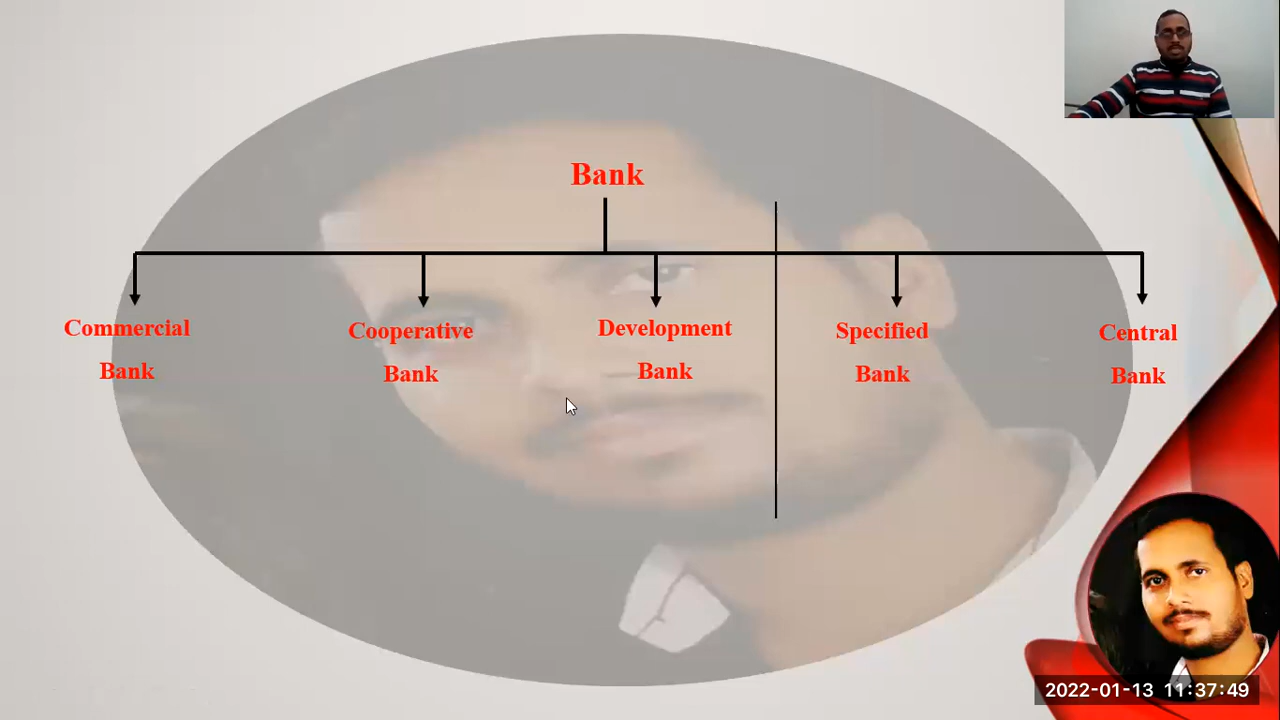 Bank
Commercial
Bank
Cooperative
Bank
Development
Bank
Specified
Bank
Central
Bank
2022-01-13 11:37:49